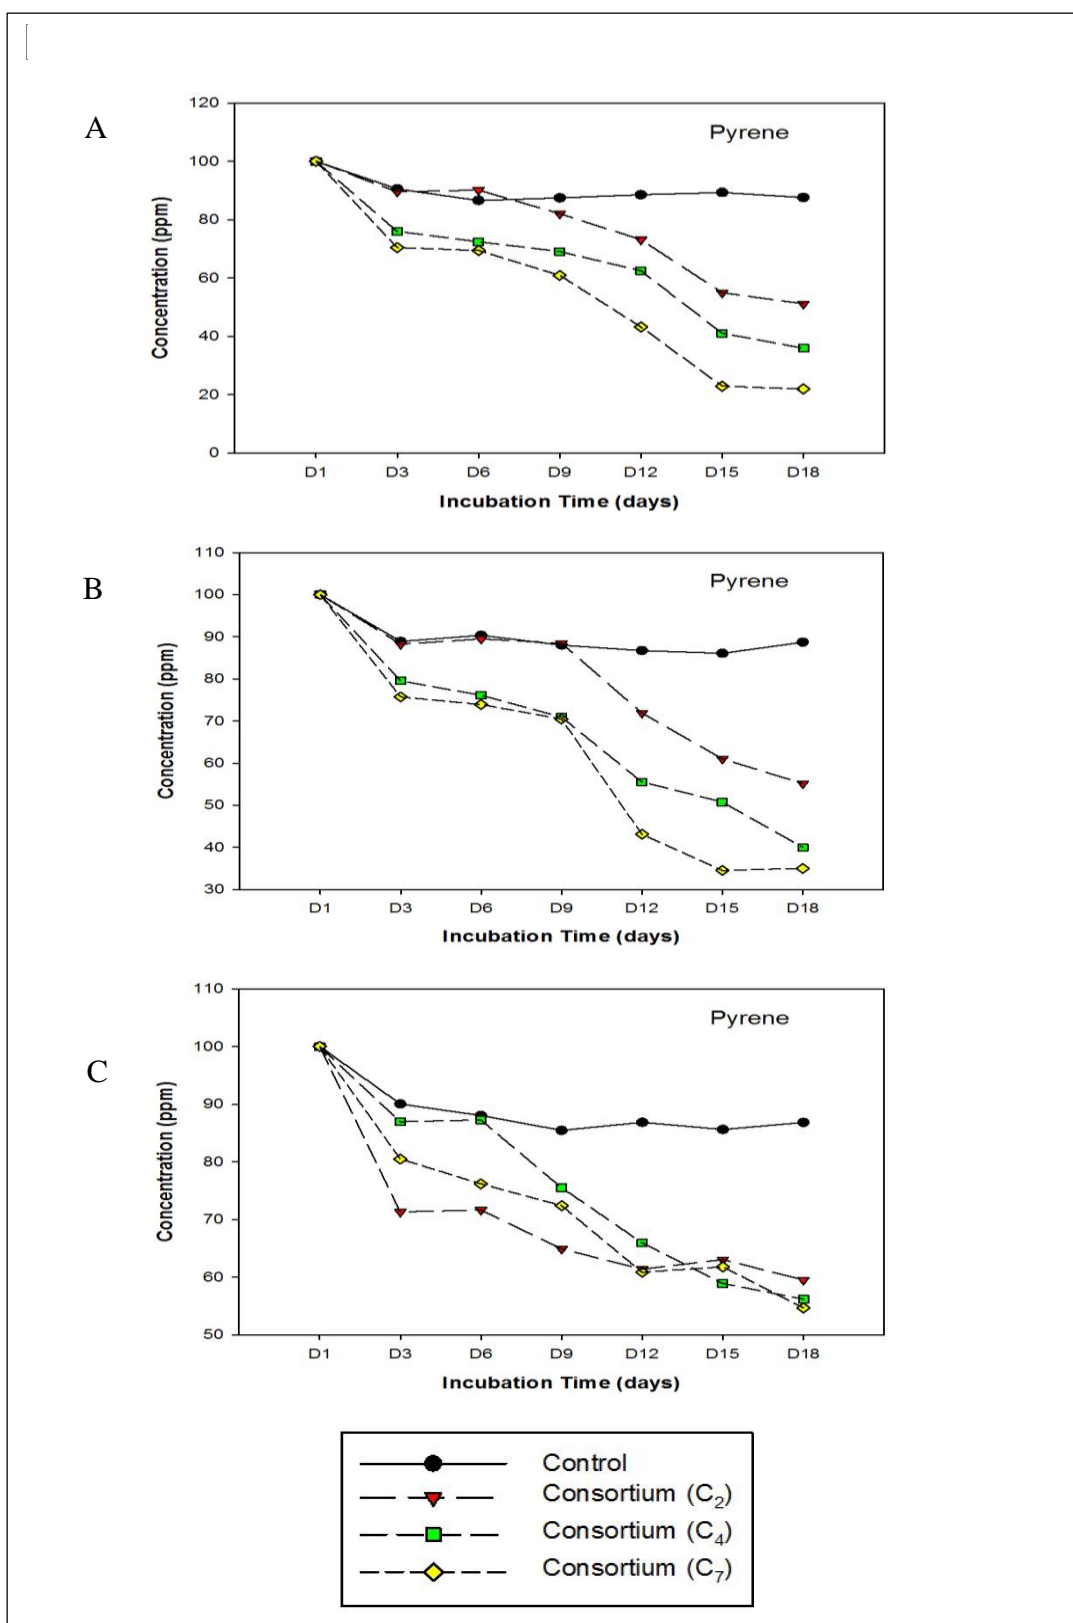 A
Pyrene
Concentration (ppm)
120
100
80
60
40
20
0
D1 D3 D6 D9 D12 D15 D18
Incubation Time (days)
B
Pyrene
Concentration (ppm)
110
100
90
80
70
60
50
40
30
D1 D3 D6 D9 D12 D15 D18
Incubation Time (days)
C
Pyrene
Concentration (ppm)
110
100
90
80
70
60
50
D1 D3 D6 D9 D12 D15 D18
Incubation Time (days)
Control
Consortium (C₂)
Consortium (C₄)
Consortium (C₇)